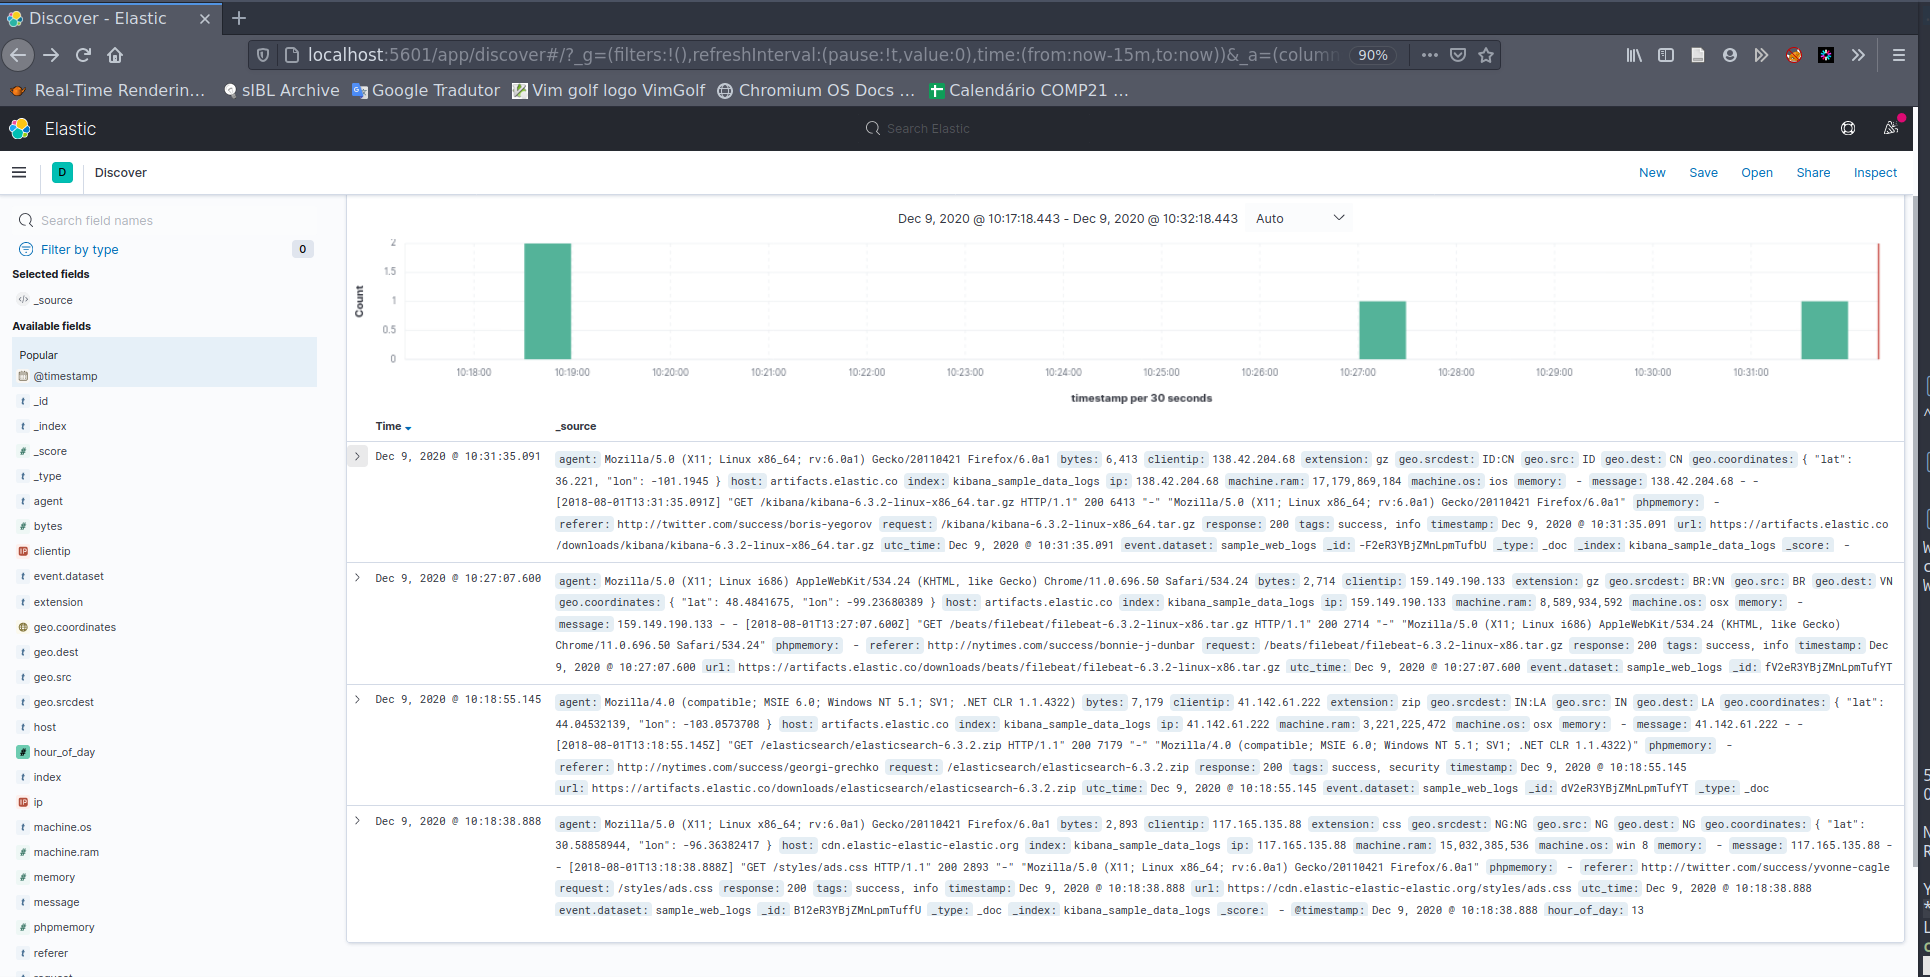 Discover - Elastic
localhost:5601/app/discover#/?_g=(filters:!(),refreshInterval:(pause:!t,value:0),time:(from:now-15m,to:now))&_a=(column 90%
Real-Time Renderin... sIBL Archive Google Tradutor Vim golf logo VimGolf Chromium OS Docs ... Calendário COMP21 ...
Elastic Search Elastic
D Discover New Save Open Share Inspect
Search field names
Filter by type 0
Selected fields
_source
Available fields
Popular
@timestamp
t _id
t _index
# _score
t _type
t agent
# bytes
IP clientip
t event.dataset
t extension
geo.coordinates
t geo.dest
t geo.src
t geo.srcdest
t host
# hour_of_day
t index
IP ip
t machine.os
# machine.ram
# memory
t message
# phpmemory
t referer
Dec 9, 2020 @ 10:17:18.443 - Dec 9, 2020 @ 10:32:18.443 Auto
Count
2
1.5
1
0.5
0
10:18:00 10:19:00 10:20:00 10:21:00 10:22:00 10:23:00 10:24:00 10:25:00 10:26:00 10:27:00 10:28:00 10:29:00 10:30:00 10:31:00
timestamp per 30 seconds
Time _source
Dec 9, 2020 @ 10:31:35.091 agent: Mozilla/5.0 (X11; Linux x86_64; rv:6.0a1) Gecko/20110421 Firefox/6.0a1 bytes: 6,413 clientip: 138.42.204.68 extension: gz geo.srcdest: ID:CN geo.src: ID geo.dest: CN geo.coordinates: { "lat":
36.221, "lon": -101.1945 } host: artifacts.elastic.co index: kibana_sample_data_logs ip: 138.42.204.68 machine.ram: 17,179,869,184 machine.os: ios memory: - message: 138.42.204.68 - -
[2018-08-01T13:31:35.091Z] "GET /kibana/kibana-6.3.2-linux-x86_64.tar.gz HTTP/1.1" 200 6413 "-" "Mozilla/5.0 (X11; Linux x86_64; rv:6.0a1) Gecko/20110421 Firefox/6.0a1" phpmemory: -
referer: http://twitter.com/success/boris-yegorov request: /kibana/kibana-6.3.2-linux-x86_64.tar.gz response: 200 tags: success, info timestamp: Dec 9, 2020 @ 10:31:35.091 url: https://artifacts.elastic.co
/downloads/kibana/kibana-6.3.2-linux-x86_64.tar.gz utc_time: Dec 9, 2020 @ 10:31:35.091 event.dataset: sample_web_logs _id: -F2eR3YBjZMnLpmTufbU _type: _doc _index: kibana_sample_data_logs _score: -
Dec 9, 2020 @ 10:27:07.600 agent: Mozilla/5.0 (X11; Linux i686) AppleWebKit/534.24 (KHTML, like Gecko) Chrome/11.0.696.50 Safari/534.24 bytes: 2,714 clientip: 159.149.190.133 extension: gz geo.srcdest: BR:VN geo.src: BR geo.dest: VN
geo.coordinates: { "lat": 48.4841675, "lon": -99.23680389 } host: artifacts.elastic.co index: kibana_sample_data_logs ip: 159.149.190.133 machine.ram: 8,589,934,592 machine.os: osx memory: -
message: 159.149.190.133 - - [2018-08-01T13:27:07.600Z] "GET /beats/filebeat/filebeat-6.3.2-linux-x86.tar.gz HTTP/1.1" 200 2714 "-" "Mozilla/5.0 (X11; Linux i686) AppleWebKit/534.24 (KHTML, like Gecko)
Chrome/11.0.696.50 Safari/534.24" phpmemory: - referer: http://nytimes.com/success/bonnie-j-dunbar request: /beats/filebeat/filebeat-6.3.2-linux-x86.tar.gz response: 200 tags: success, info timestamp: Dec
9, 2020 @ 10:27:07.600 url: https://artifacts.elastic.co/downloads/beats/filebeat/filebeat-6.3.2-linux-x86.tar.gz utc_time: Dec 9, 2020 @ 10:27:07.600 event.dataset: sample_web_logs _id: fV2eR3YBjZMnLpmTufYT
Dec 9, 2020 @ 10:18:55.145 agent: Mozilla/4.0 (compatible; MSIE 6.0; Windows NT 5.1; SV1; .NET CLR 1.1.4322) bytes: 7,179 clientip: 41.142.61.222 extension: zip geo.srcdest: IN:LA geo.src: IN geo.dest: LA geo.coordinates: { "lat":
44.04532139, "lon": -103.0573708 } host: artifacts.elastic.co index: kibana_sample_data_logs ip: 41.142.61.222 machine.ram: 3,221,225,472 machine.os: osx memory: - message: 41.142.61.222 - -
[2018-08-01T13:18:55.145Z] "GET /elasticsearch/elasticsearch-6.3.2.zip HTTP/1.1" 200 7179 "-" "Mozilla/4.0 (compatible; MSIE 6.0; Windows NT 5.1; SV1; .NET CLR 1.1.4322)" phpmemory: -
referer: http://nytimes.com/success/georgi-grechko request: /elasticsearch/elasticsearch-6.3.2.zip response: 200 tags: success, security timestamp: Dec 9, 2020 @ 10:18:55.145
url: https://artifacts.elastic.co/downloads/elasticsearch/elasticsearch-6.3.2.zip utc_time: Dec 9, 2020 @ 10:18:55.145 event.dataset: sample_web_logs _id: dV2eR3YBjZMnLpmTufYT _type: _doc
Dec 9, 2020 @ 10:18:38.888 agent: Mozilla/5.0 (X11; Linux x86_64; rv:6.0a1) Gecko/20110421 Firefox/6.0a1 bytes: 2,893 clientip: 117.165.135.88 extension: css geo.srcdest: NG:NG geo.src: NG geo.dest: NG geo.coordinates: { "lat":
30.58858944, "lon": -96.36382417 } host: cdn.elastic-elastic-elastic.org index: kibana_sample_data_logs ip: 117.165.135.88 machine.ram: 15,032,385,536 machine.os: win 8 memory: - message: 117.165.135.88 -
- [2018-08-01T13:18:38.888Z] "GET /styles/ads.css HTTP/1.1" 200 2893 "-" "Mozilla/5.0 (X11; Linux x86_64; rv:6.0a1) Gecko/20110421 Firefox/6.0a1" phpmemory: - referer: http://twitter.com/success/yvonne-cagle
request: /styles/ads.css response: 200 tags: success, info timestamp: Dec 9, 2020 @ 10:18:38.888 url: https://cdn.elastic-elastic-elastic.org/styles/ads.css utc_time: Dec 9, 2020 @ 10:18:38.888
event.dataset: sample_web_logs _id: B12eR3YBjZMnLpmTuffU _type: _doc _index: kibana_sample_data_logs _score: - @timestamp: Dec 9, 2020 @ 10:18:38.888 hour_of_day: 13